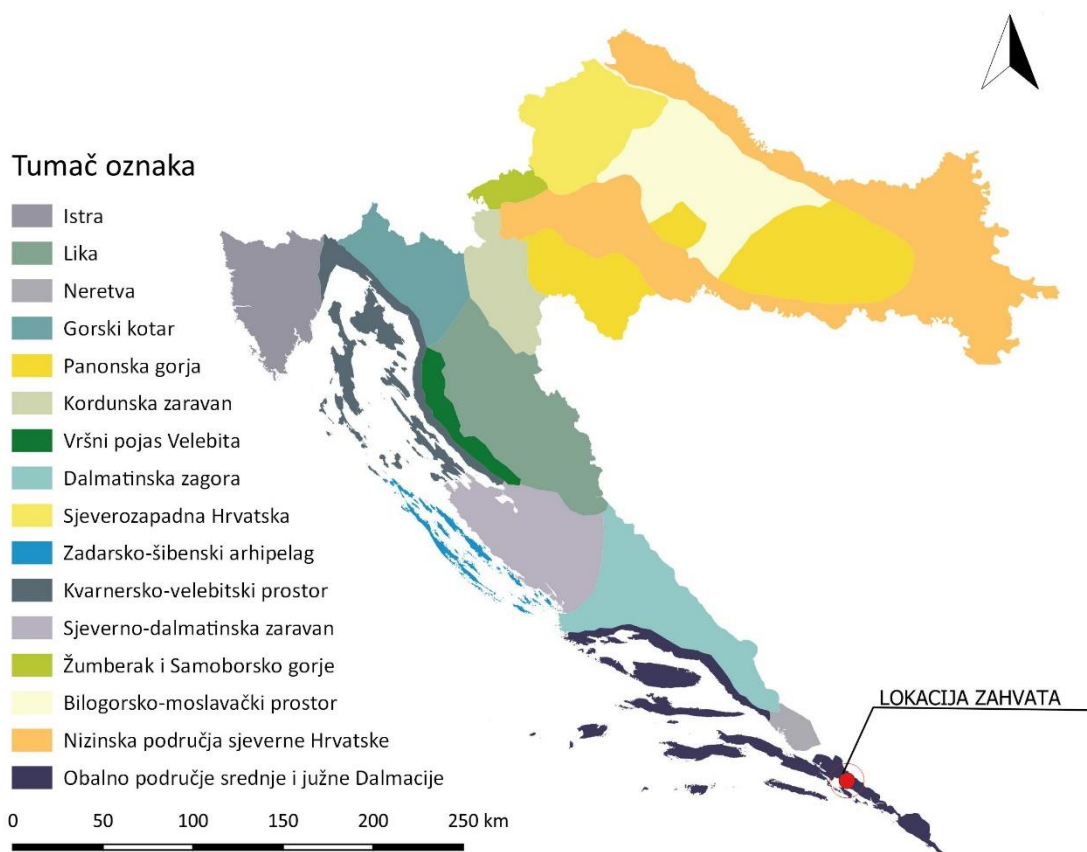 Tumač oznaka
Istra
Lika
Neretva
Gorski kotar
Panonska gorja
Kordunska zaravan
Vršni pojas Velebita
Dalmatinska zagora
Sjeverozapadna Hrvatska
Zadarsko-šibenski arhipelag
Kvarnersko-velebitski prostor
Sjeverno-dalmatinska zaravan
Žumberak i Samoborsko gorje
Bilogorsko-moslavački prostor
Nizinska područja sjeverne Hrvatske
Obalno područje srednje i južne Dalmacije
LOKACIJA ZAHVATA
0 50 100 150 200 250 km